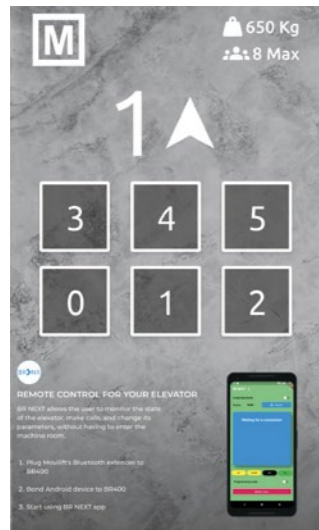 M
650 Kg
8 Max
1
3 4 5
0 1 2
REMOTE CONTROL FOR YOUR ELEVATOR
BR NEXT allows the user to monitor the state
of the elevator, make calls, and change its
parameters, without having to enter the
machine room.
1. Plug Moulift's Bluetooth extension to
BR400
2. Bond Android device to BR400
3. Start using BR NEXT app
Waiting for a connection